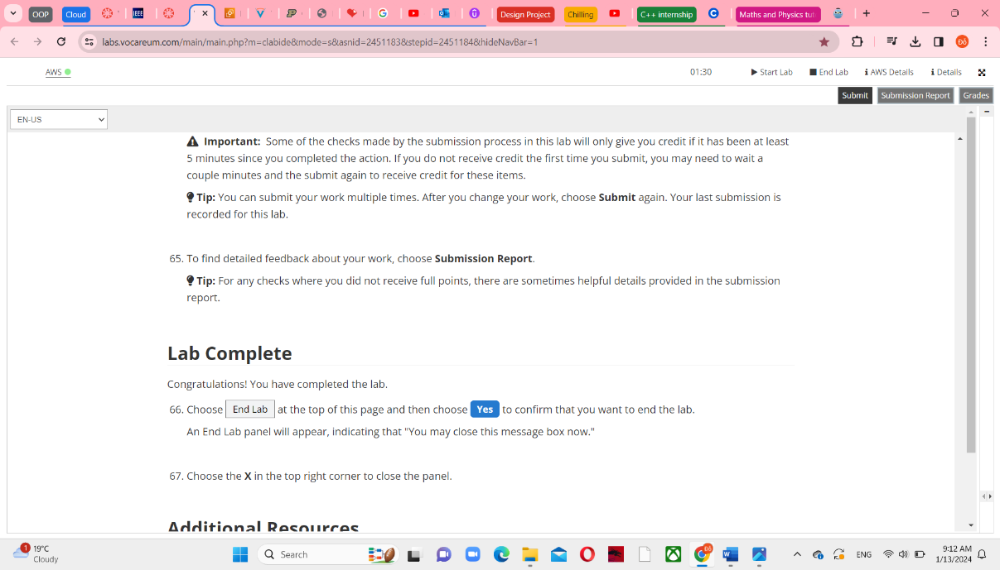 OOP
Cloud
IEEE
Design Project
Chilling
C++ internship
Maths and Physics tut
labs.vocareum.com/main/main.php?m=clabide&mode=s&asnid=2451183&stepid=2451184&hideNavBar=1
AWS
01:30
Start Lab
End Lab
AWS Details
Details
Submit
Submission Report
Grades
EN-US
Important: Some of the checks made by the submission process in this lab will only give you credit if it has been at least
5 minutes since you completed the action. If you do not receive credit the first time you submit, you may need to wait a
couple minutes and the submit again to receive credit for these items.
Tip: You can submit your work multiple times. After you change your work, choose Submit again. Your last submission is
recorded for this lab.
65. To find detailed feedback about your work, choose Submission Report.
Tip: For any checks where you did not receive full points, there are sometimes helpful details provided in the submission
report.
Lab Complete
Congratulations! You have completed the lab.
66. Choose End Lab at the top of this page and then choose Yes to confirm that you want to end the lab.
An End Lab panel will appear, indicating that "You may close this message box now."
67. Choose the X in the top right corner to close the panel.
Additional Resources
1
19°C
Cloudy
Search
ENG
9:12 AM
1/13/2024